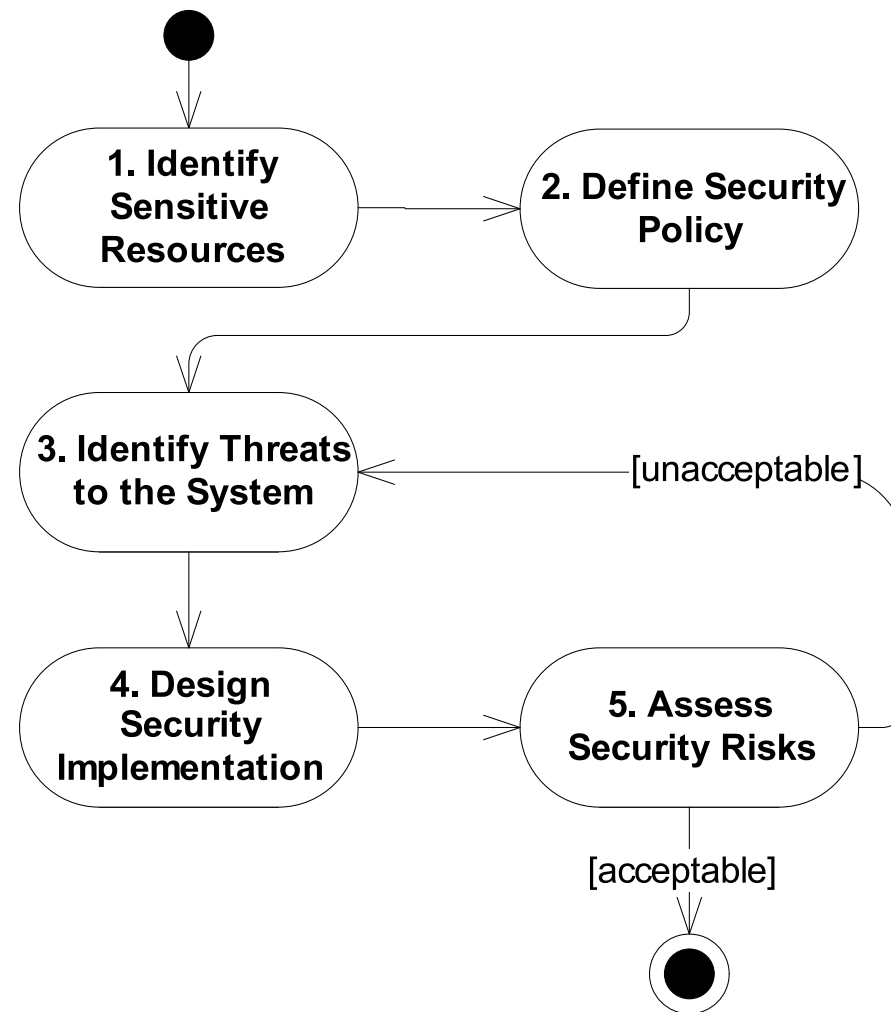 1. Identify
Sensitive
Resources
2. Define Security
Policy
3. Identify Threats
to the System
[unacceptable]
4. Design
Security
Implementation
5. Assess
Security Risks
[acceptable]